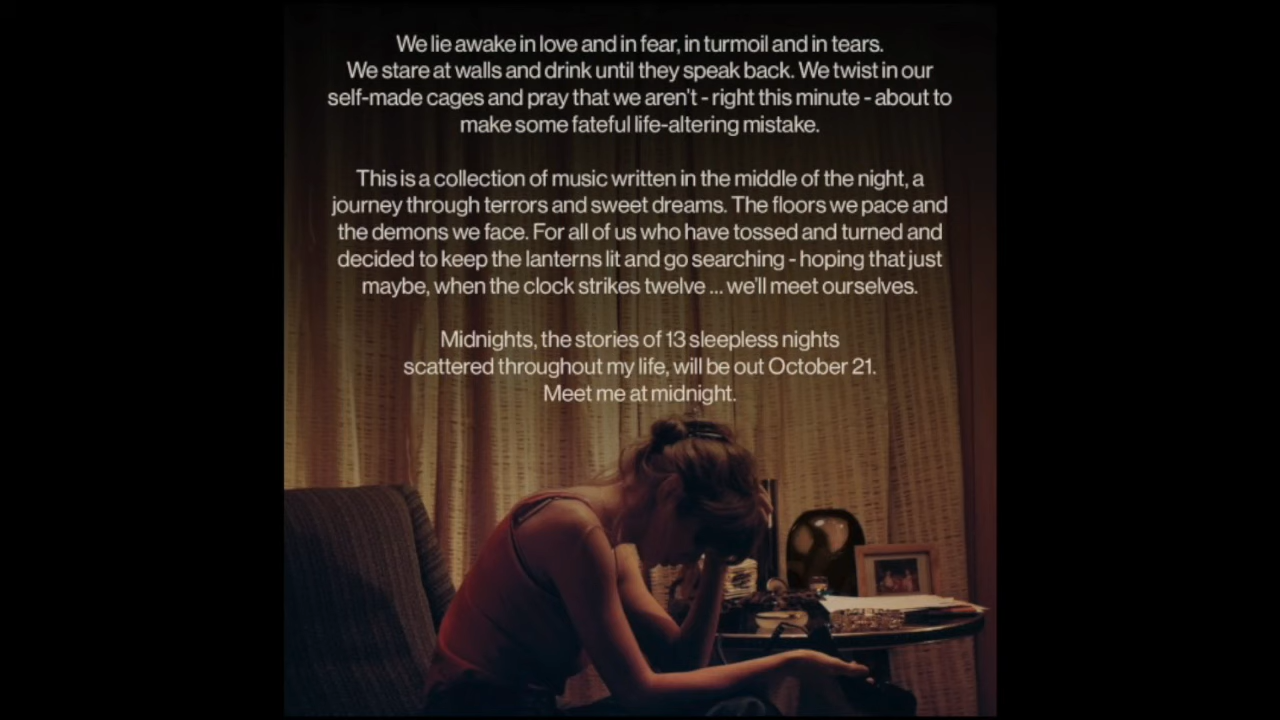 We lie awake in love and in fear, in turmoil and in tears.
We stare at walls and drink until they speak back. We twist in our
self-made cages and pray that we aren't - right this minute - about to
make some fateful life-altering mistake.
This is a collection of music written in the middle of the night, a
journey through terrors and sweet dreams. The floors we pace and
the demons we face. For all of us who have tossed and turned and
decided to keep the lanterns lit and go searching - hoping that just
maybe, when the clock strikes twelve ... we'll meet ourselves.
Midnights, the stories of 13 sleepless nights
scattered throughout my life, will be out October 21.
Meet me at midnight.